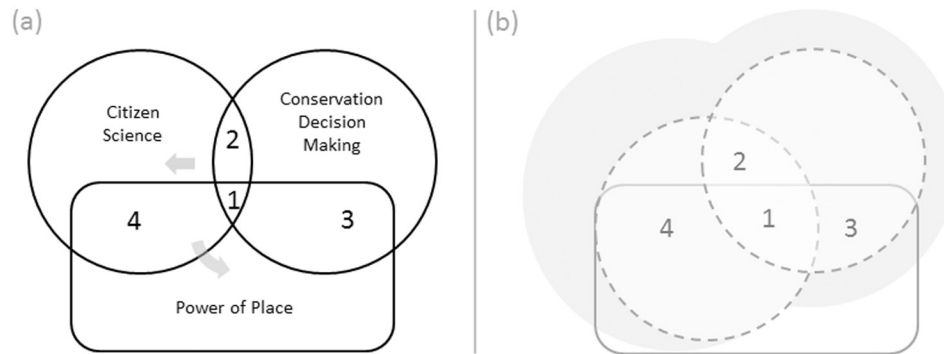 (a)
Citizen
Science
Conservation
Decision
Making
2
1
4
3
Power of Place
(b)
2
1
4
3